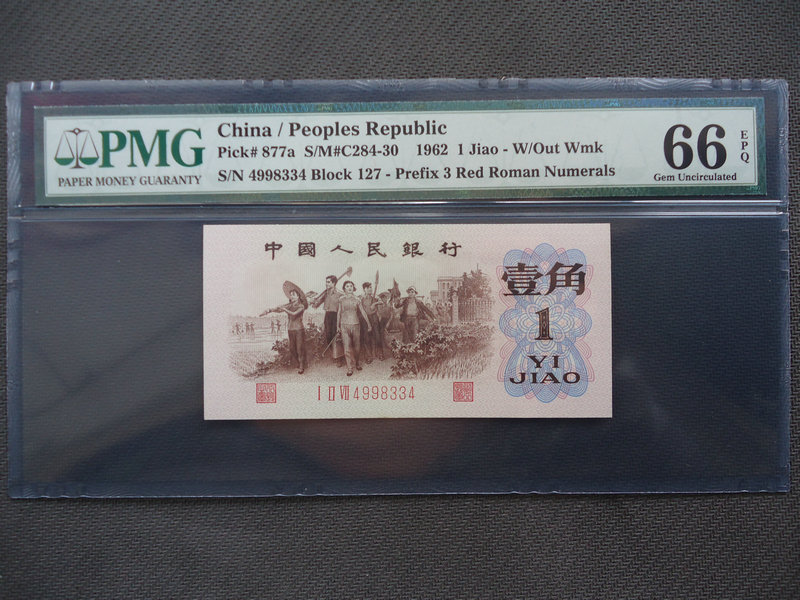 PMG
PAPER MONEY GUARANTY
China / Peoples Republic
Pick# 877a S/M#C284-30 1962 1 Jiao - W/Out Wmk
S/N 4998334 Block 127 - Prefix 3 Red Roman Numerals
66 EPQ
Gem Uncirculated
中國人民銀行
壹角
1
YI
JIAO
I II VII 4998334